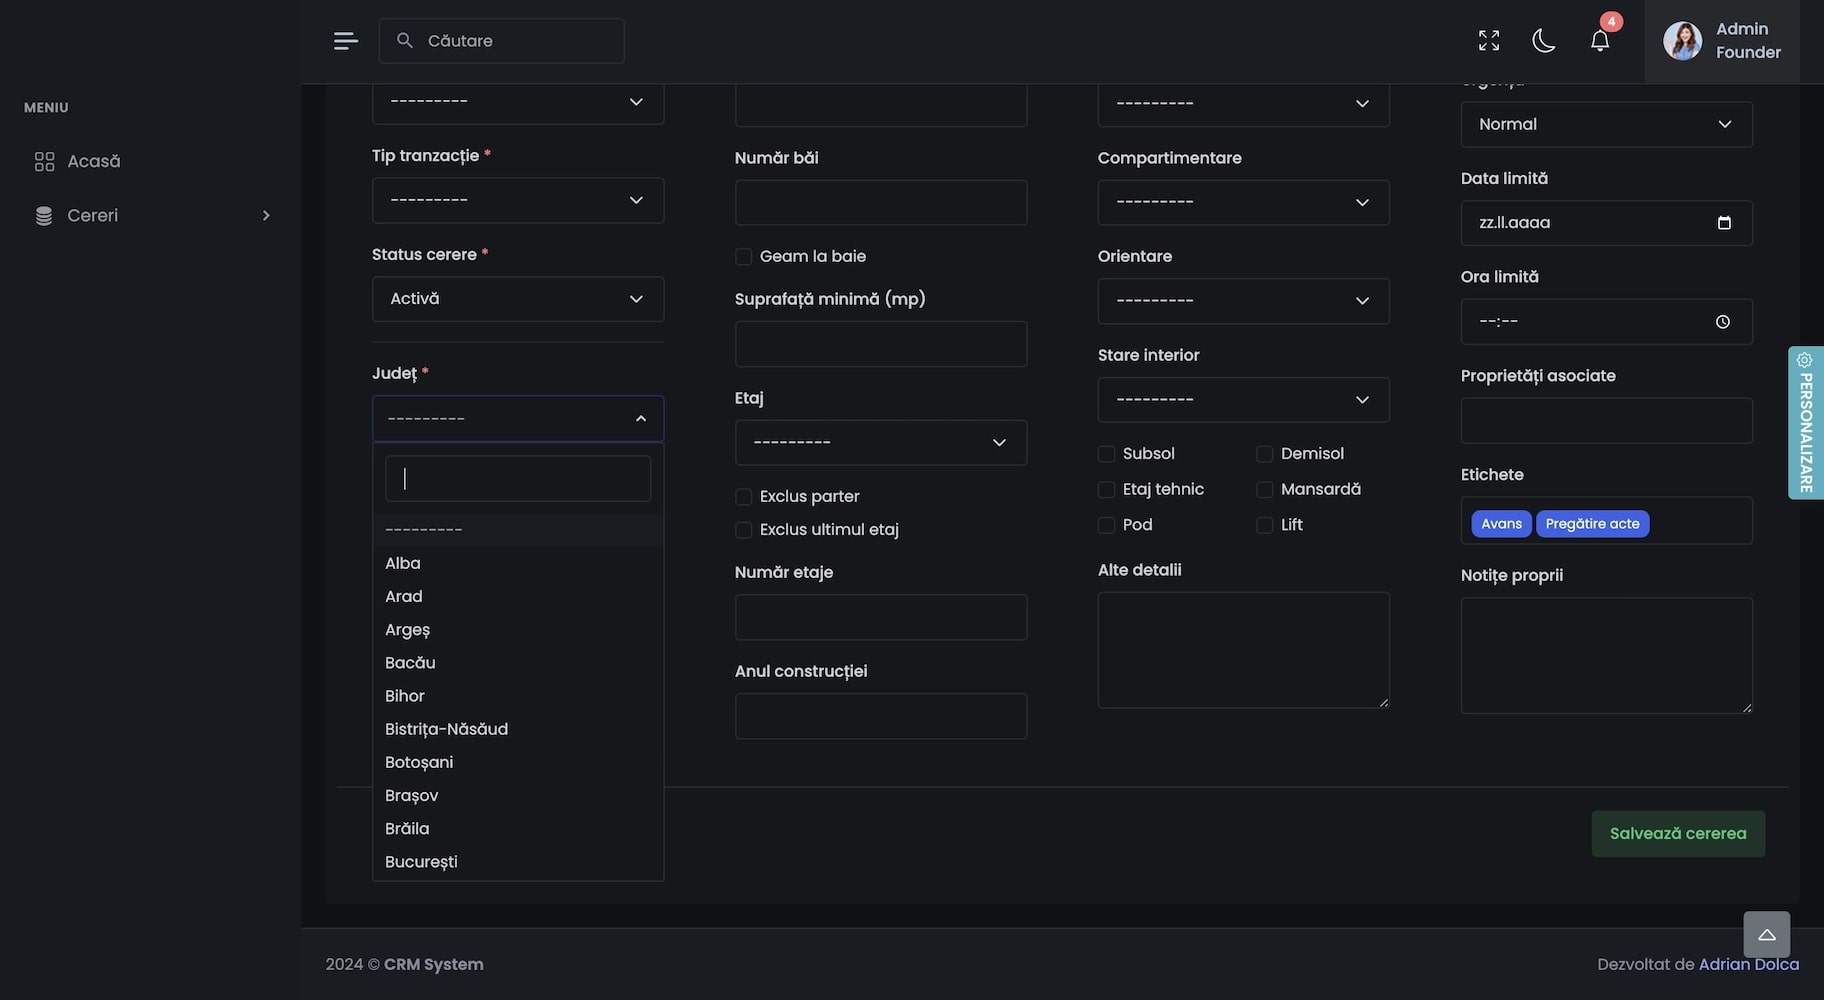 Căutare
4
Admin
Founder
MENIU
Acasă
Cereri
---------
Tip tranzacție *
---------
Status cerere *
Activă
Județ *
---------
---------
Alba
Arad
Argeș
Bacău
Bihor
Bistrița-Năsăud
Botoșani
Brașov
Brăila
București
Număr băi
Geam la baie
Suprafață minimă (mp)
Etaj
---------
Exclus parter
Exclus ultimul etaj
Număr etaje
Anul construcției
---------
Compartimentare
---------
Orientare
---------
Stare interior
---------
Subsol Demisol
Etaj tehnic Mansardă
Pod Lift
Alte detalii
Normal
Data limită
zz.ll.aaaa
Ora limită
--:--
Proprietăți asociate
Etichete
Avans Pregătire acte
Notițe proprii
PERSONALIZARE
Salvează cererea
2024 © CRM System
Dezvoltat de Adrian Dolca